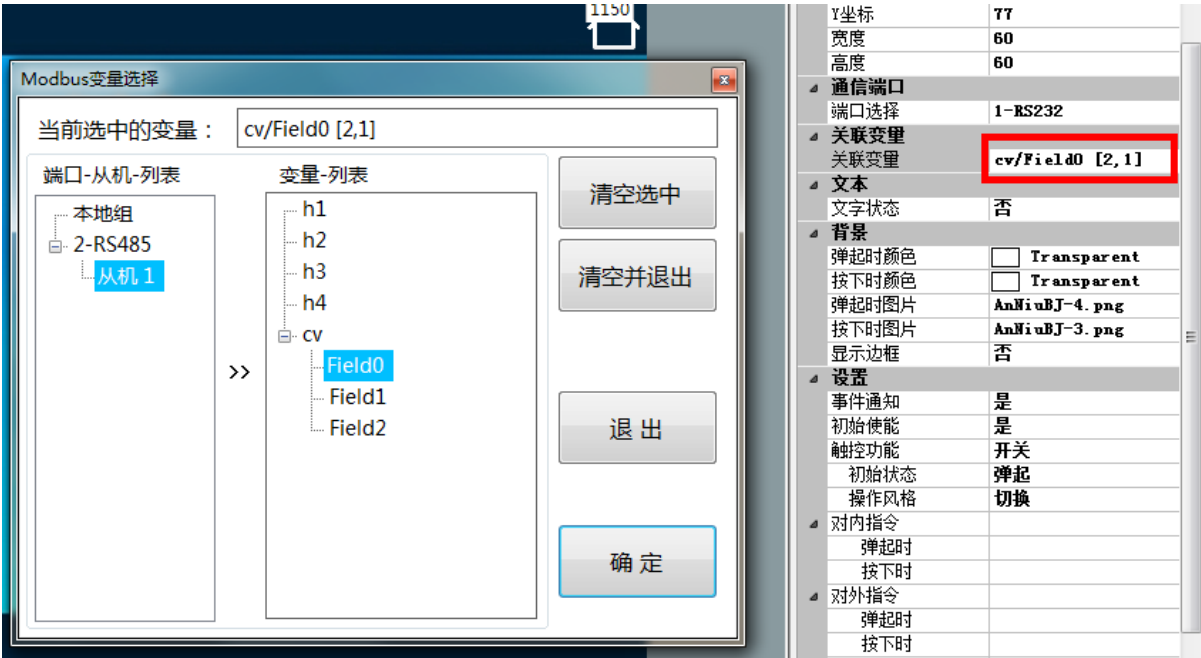 1150
Modbus变量选择
当前选中的变量： cv/Field0 [2,1]
端口-从机-列表
本地组
2-RS485
从机 1
>>
变量-列表
h1
h2
h3
h4
cv
Field0
Field1
Field2
清空选中
清空并退出
退 出
确 定
Y坐标 77
宽度 60
高度 60
通信端口
端口选择 1-RS232
关联变量
关联变量 cv/Field0 [2,1]
文本
文字状态 否
背景
弹起时颜色 Transparent
按下时颜色 Transparent
弹起时图片 AnNiuBJ-4.png
按下时图片 AnNiuBJ-3.png
显示边框 否
设置
事件通知 是
初始使能 是
触控功能 开关
初始状态 弹起
操作风格 切换
对内指令
弹起时
按下时
对外指令
弹起时
按下时